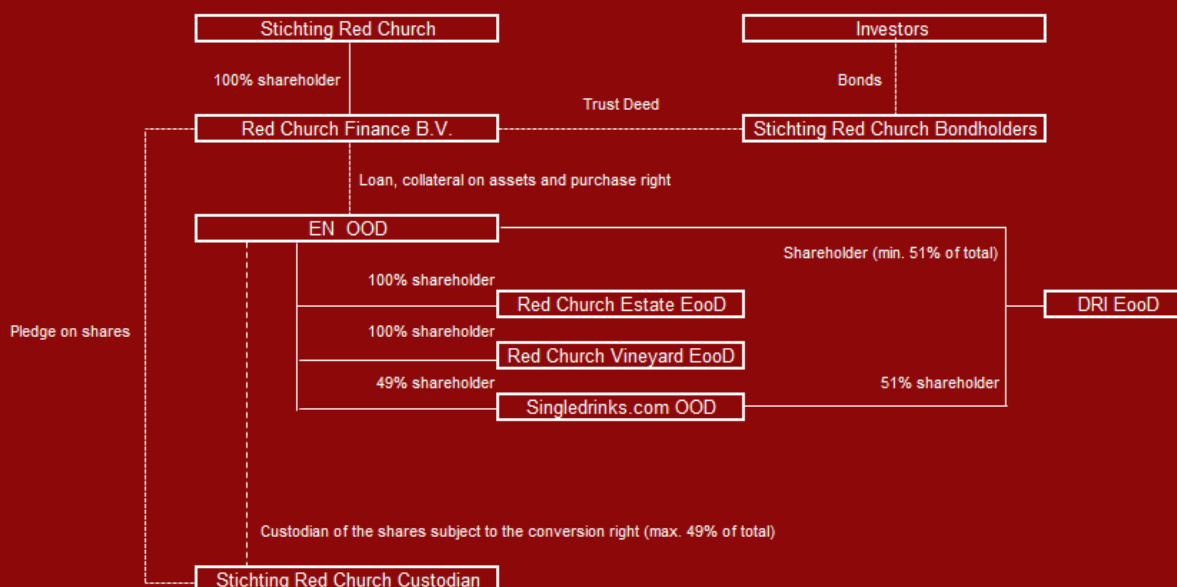 Stichting Red Church
Investors
100% shareholder
Bonds
Trust Deed
Red Church Finance B.V.
Stichting Red Church Bondholders
Loan, collateral on assets and purchase right
EN OOD
Shareholder (min. 51% of total)
100% shareholder
Red Church Estate EooD
DRI EooD
Pledge on shares
100% shareholder
Red Church Vineyard EooD
49% shareholder
51% shareholder
Singledrinks.com OOD
Custodian of the shares subject to the conversion right (max. 49% of total)
Stichting Red Church Custodian